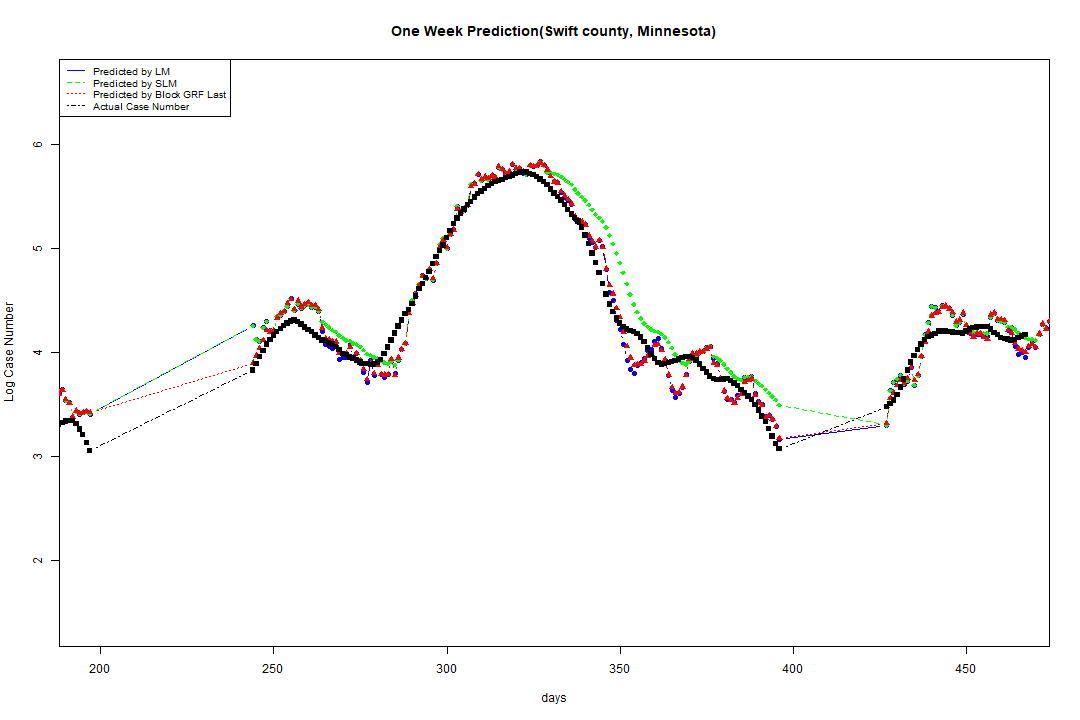 One Week Prediction(Swift county, Minnesota)
Predicted by LM
Predicted by SLM
Predicted by Block GRF Last
Actual Case Number
6
5
4
3
2
Log Case Number
200 250 300 350 400 450
days